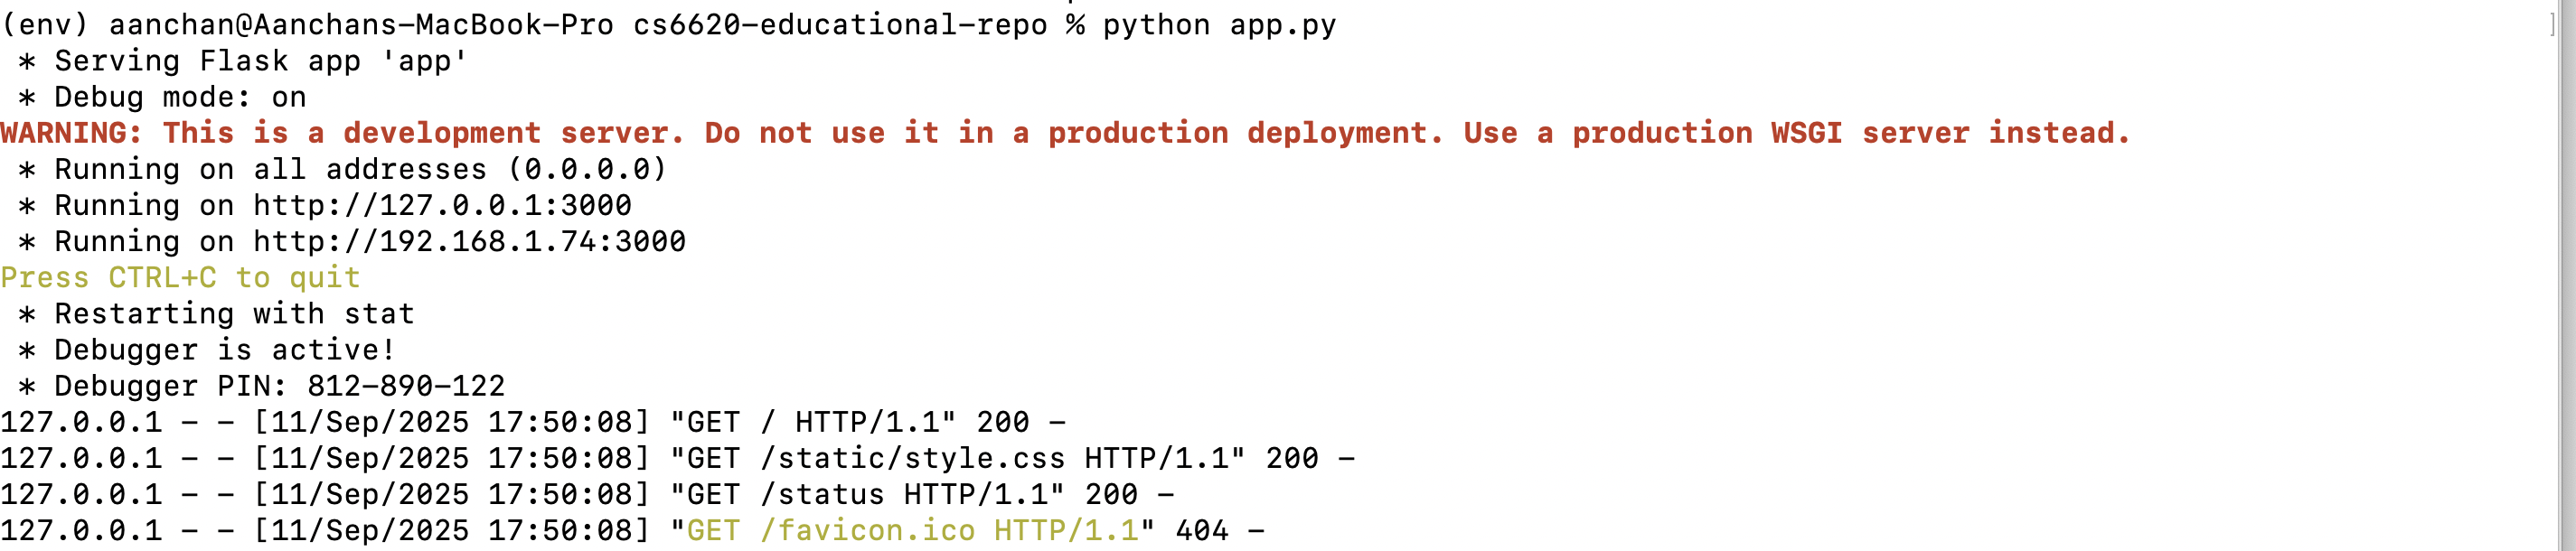 (env) aanchan@Aanchans-MacBook-Pro cs6620-educational-repo % python app.py ]
 * Serving Flask app 'app'
 * Debug mode: on
WARNING: This is a development server. Do not use it in a production deployment. Use a production WSGI server instead.
 * Running on all addresses (0.0.0.0)
 * Running on http://127.0.0.1:3000
 * Running on http://192.168.1.74:3000
Press CTRL+C to quit
 * Restarting with stat
 * Debugger is active!
 * Debugger PIN: 812-890-122
127.0.0.1 - - [11/Sep/2025 17:50:08] "GET / HTTP/1.1" 200 -
127.0.0.1 - - [11/Sep/2025 17:50:08] "GET /static/style.css HTTP/1.1" 200 -
127.0.0.1 - - [11/Sep/2025 17:50:08] "GET /status HTTP/1.1" 200 -
127.0.0.1 - - [11/Sep/2025 17:50:08] "GET /favicon.ico HTTP/1.1" 404 -